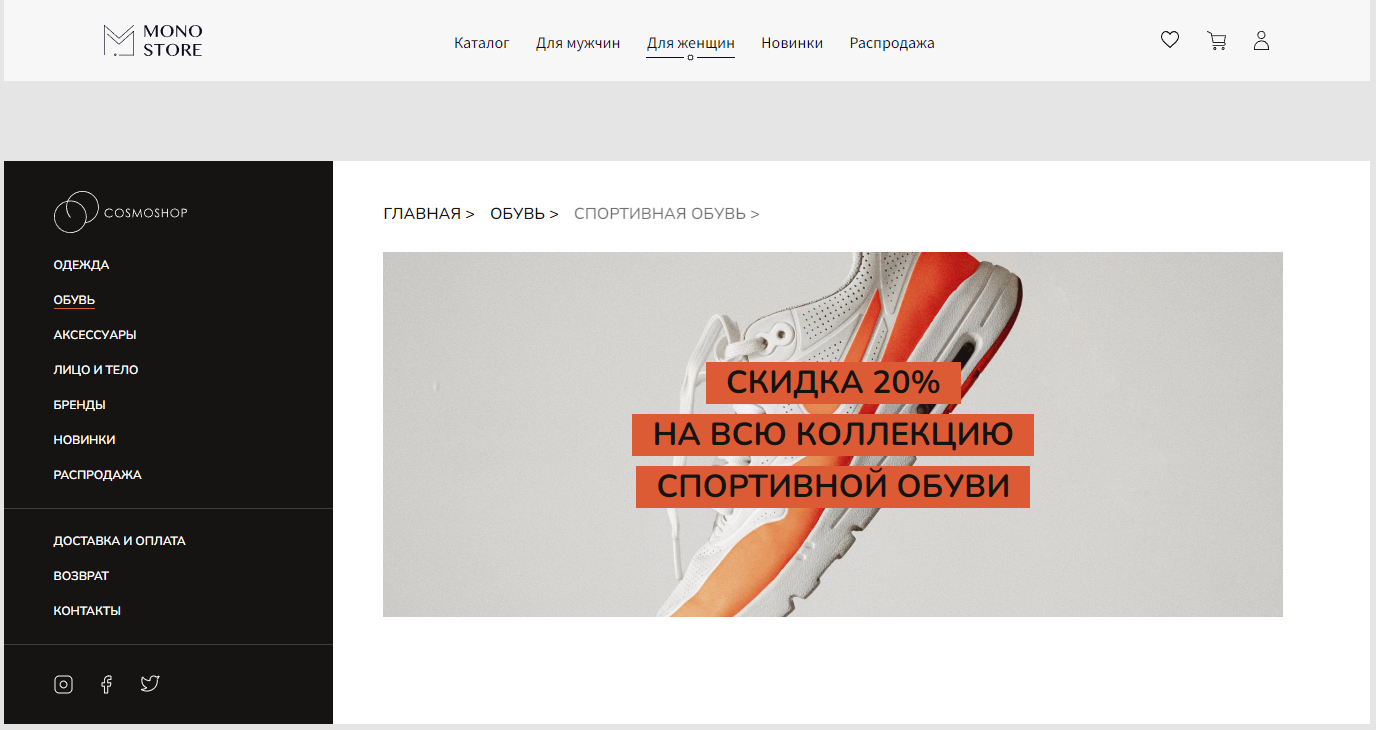 MONO
STORE
Каталог Для мужчин Для женщин Новинки Распродажа
COSMOSHOP
ОДЕЖДА
ОБУВЬ
АКСЕССУАРЫ
ЛИЦО И ТЕЛО
БРЕНДЫ
НОВИНКИ
РАСПРОДАЖА
ДОСТАВКА И ОПЛАТА
ВОЗВРАТ
КОНТАКТЫ
ГЛАВНАЯ > ОБУВЬ > СПОРТИВНАЯ ОБУВЬ >
СКИДКА 20%
НА ВСЮ КОЛЛЕКЦИЮ
СПОРТИВНОЙ ОБУВИ